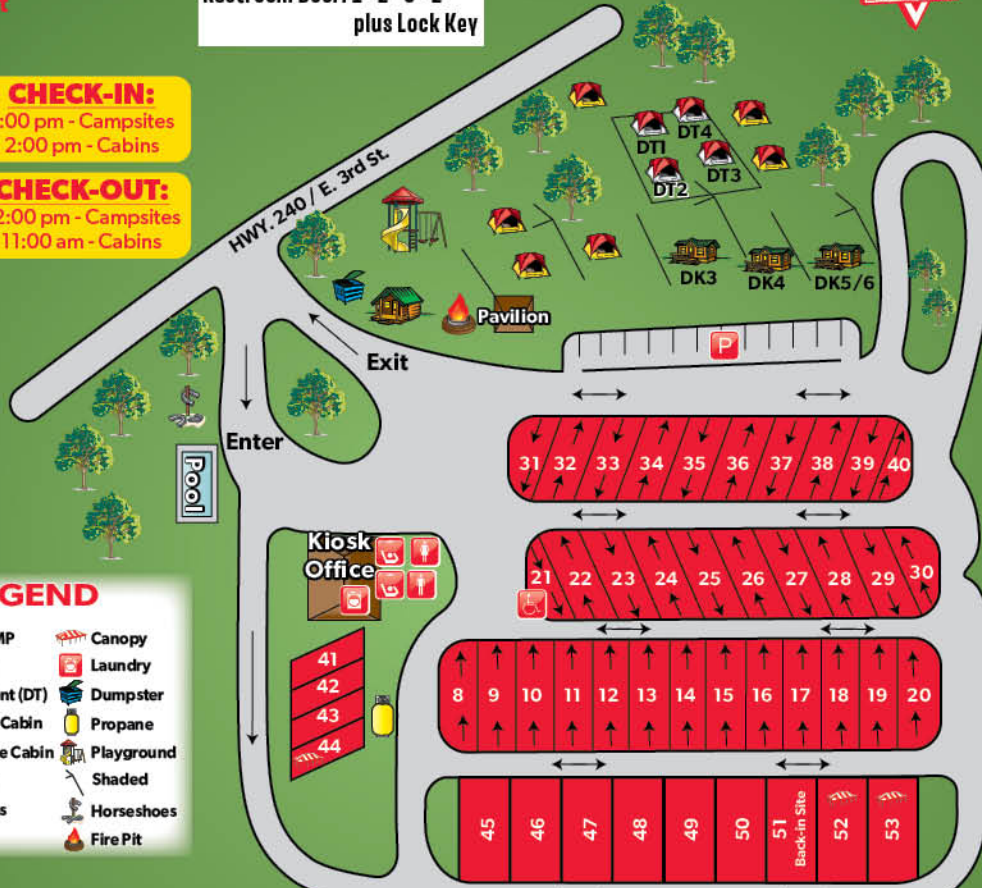 plus Lock Key
CHECK-IN:
:00 pm - Campsites
2:00 pm - Cabins
CHECK-OUT:
2:00 pm - Campsites
11:00 am - Cabins
HWY. 240 / E. 3rd St.
DT1
DT4
DT2
DT3
DK3
DK4
DK5/6
Pavilion
P
Exit
Enter
Pool
31 32 33 34 35 36 37 38 39 40
Kiosk
Office
21 22 23 24 25 26 27 28 29 30
8 9 10 11 12 13 14 15 16 17 18 19 20
41
42
43
44
45 46 47 48 49 50 51 Back-in Site 52 53
GEND
MP
Canopy
Laundry
nt (DT)
Dumpster
Cabin
Propane
e Cabin
Playground
Shaded
s
Horseshoes
Fire Pit